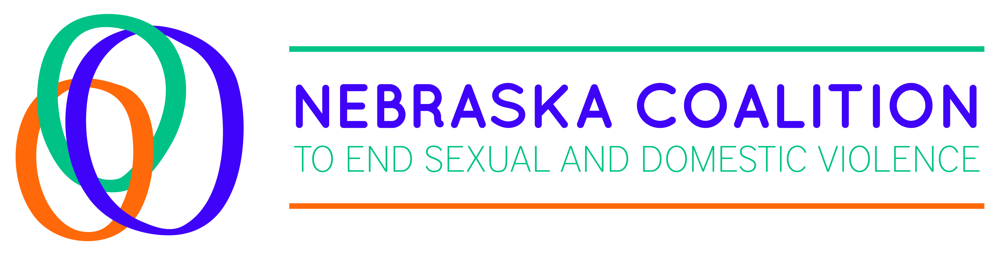 NEBRASKA COALITION
TO END SEXUAL AND DOMESTIC VIOLENCE